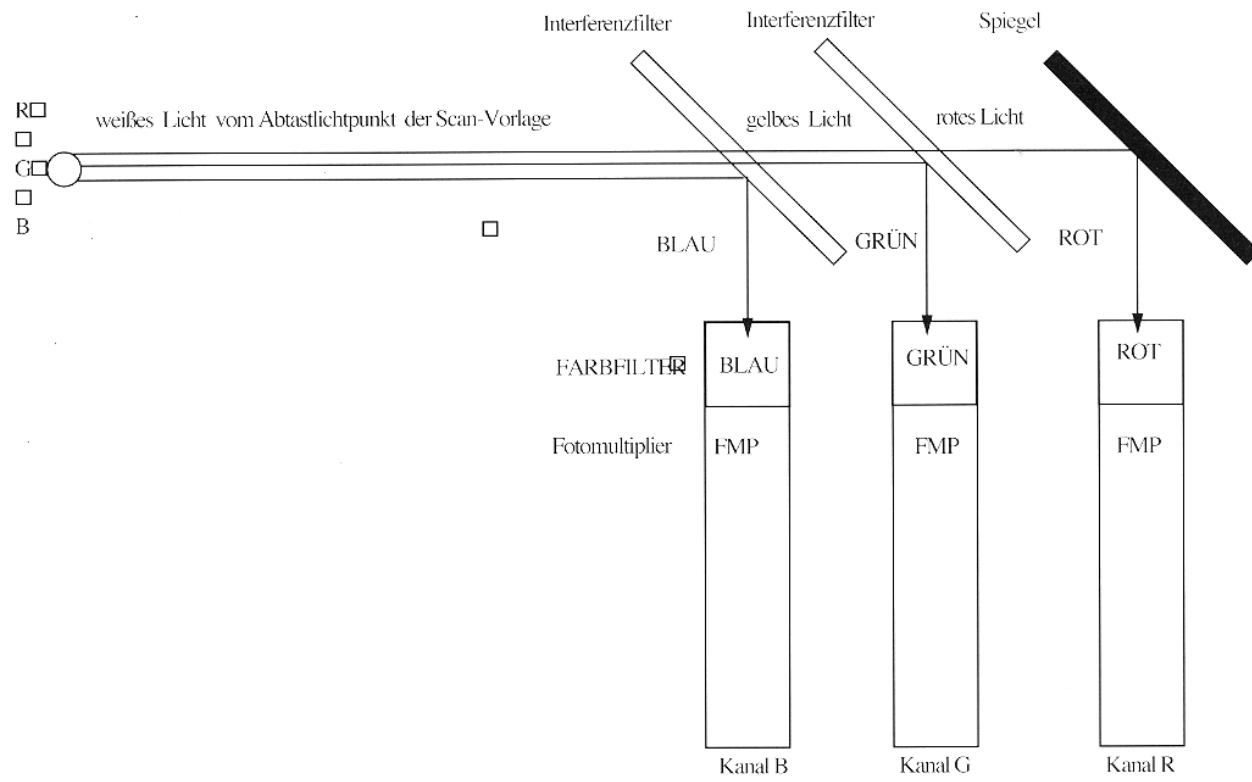 Interferenzfilter
Interferenzfilter
Spiegel
R
weißes Licht vom Abtastlichtpunkt der Scan-Vorlage
gelbes Licht
rotes Licht
G
B
BLAU
GRÜN
ROT
FARBFILTER
BLAU
GRÜN
ROT
Fotomultiplier
FMP
FMP
FMP
Kanal B
Kanal G
Kanal R